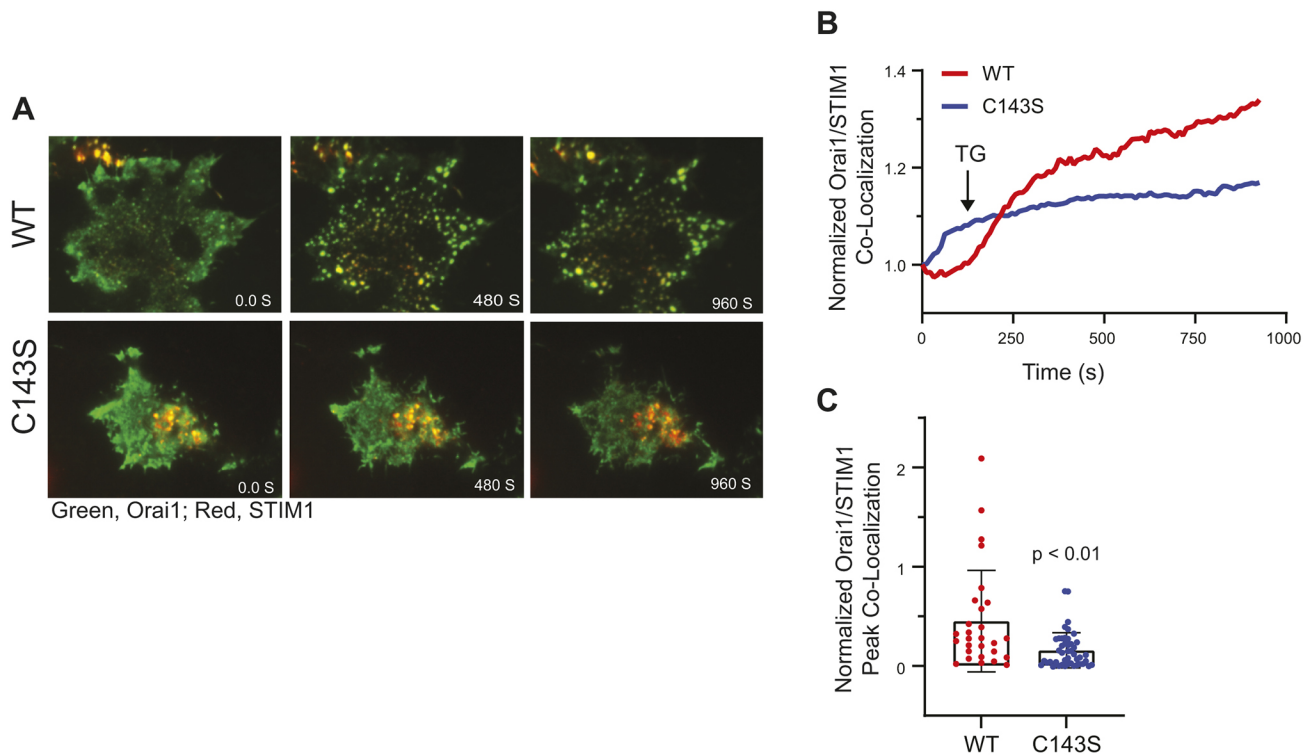 A
WT
0.0 S
480 S
960 S
C143S
0.0 S
480 S
960 S
Green, Orai1; Red, STIM1
B
Normalized Orai1/STIM1
Co-Localization
1.4
1.2
1.0
WT
C143S
TG
0
250
500
750
1000
Time (s)
C
Normalized Orai1/STIM1
Peak Co-Localization
2
1
0
p < 0.01
WT
C143S